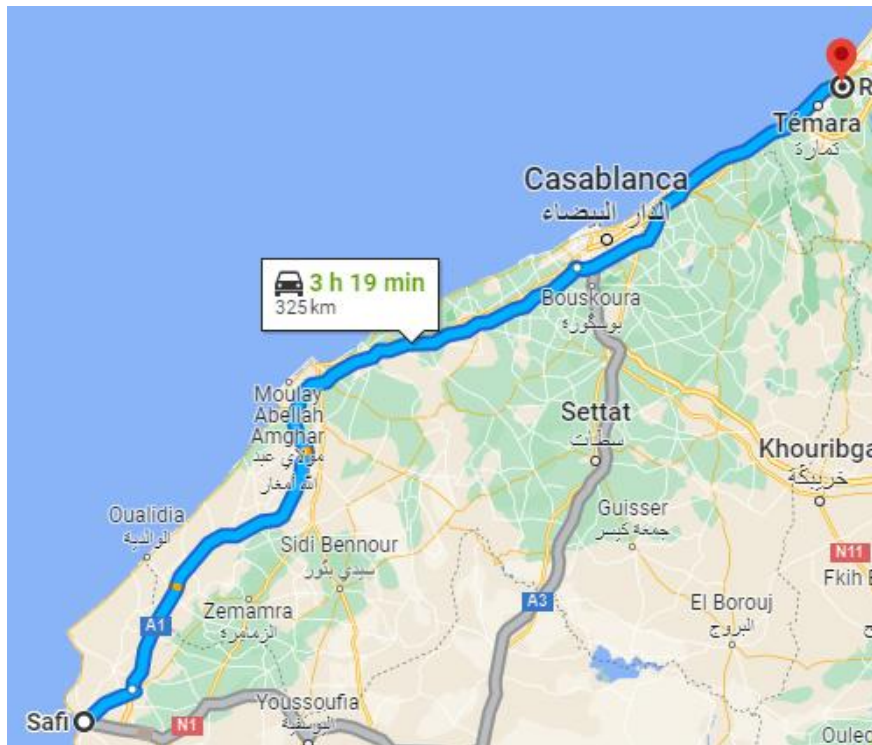 R
Témara
تمارة
Casablanca
الدار البيضاء
3 h 19 min
325 km
Bouskoura
بوسكورة
Moulay
Abellah
Amghar
مولاي عبد
الله أمغار
Settat
سطات
Khouribga
خريبكة
Oualidia
الوالدية
Guisser
جمعة كيسر
Sidi Bennour
سيدي بنور
N11
Fkih B
A3
El Borouj
البروج
Zemamra
الزمامرة
A1
Youssoufia
اليوسفية
Safi
N1
Ouled